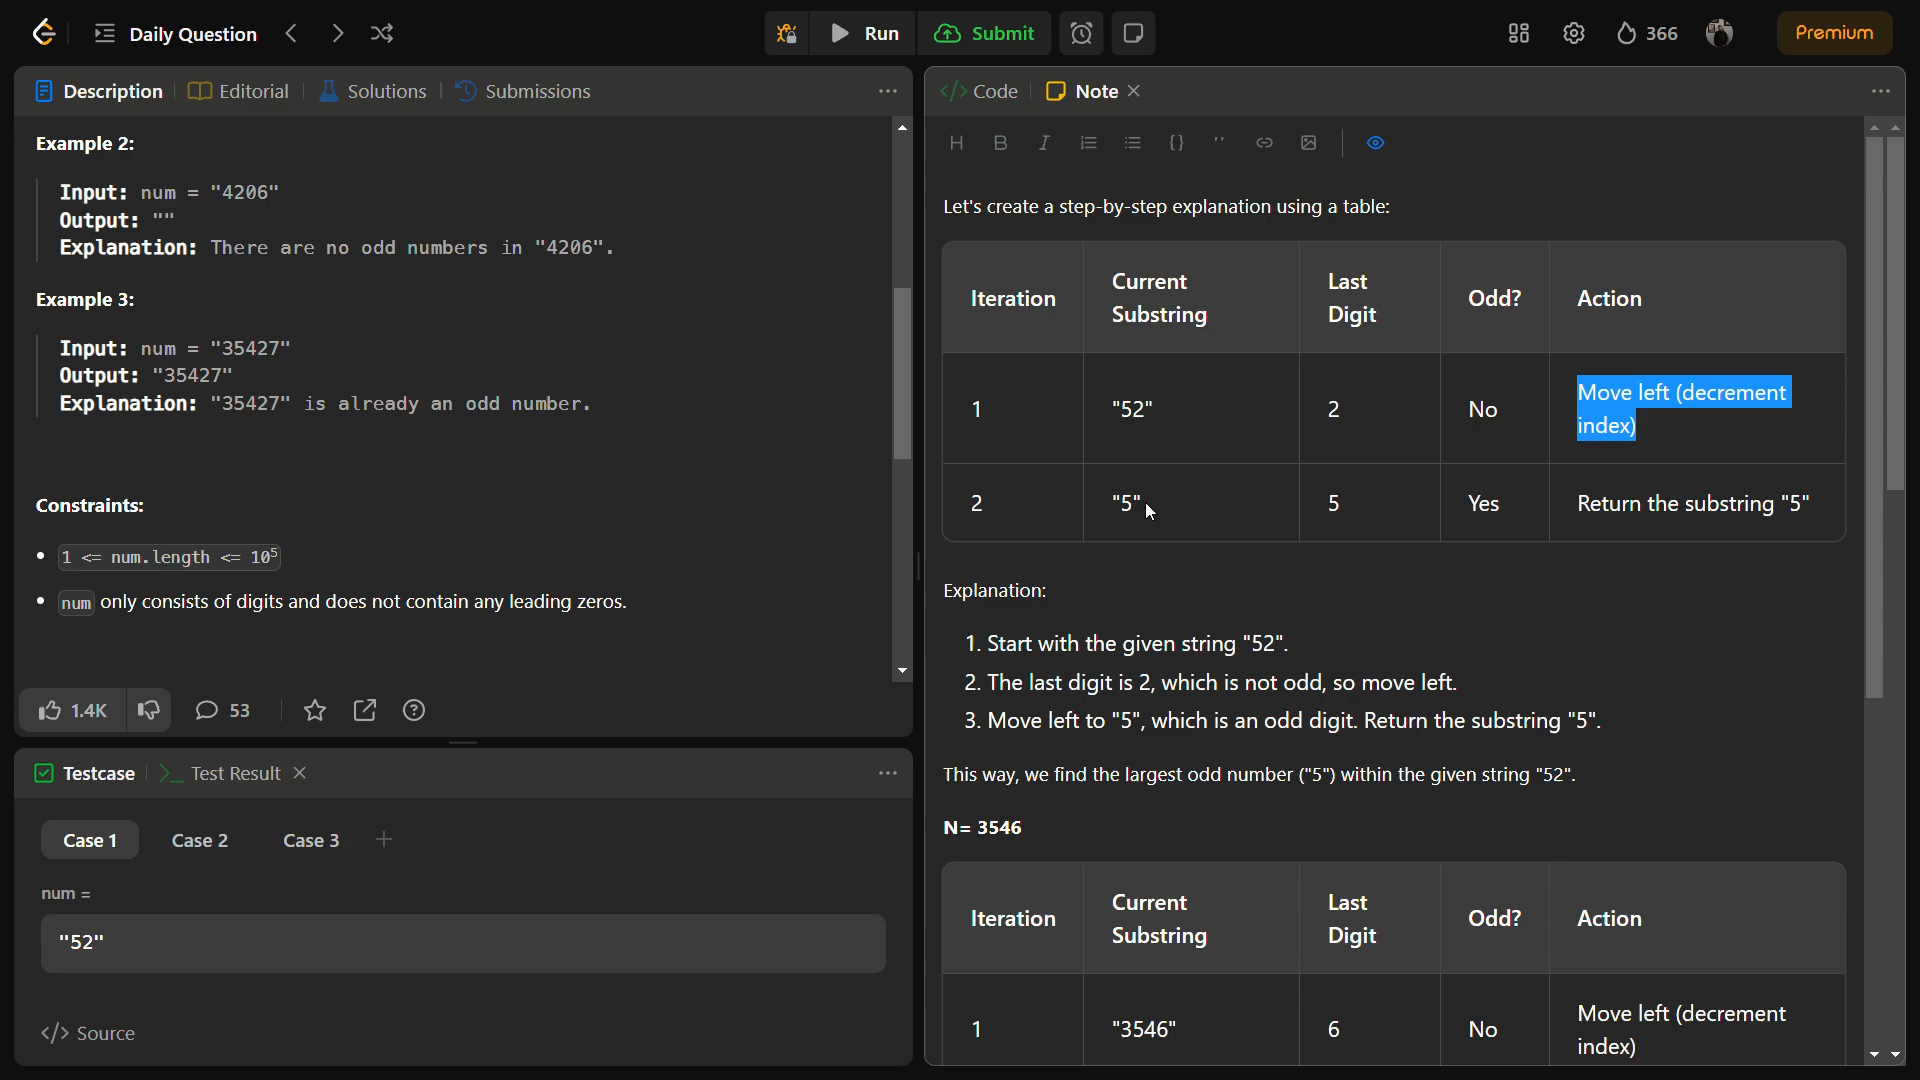 Daily Question
Run
Submit
366
Premium
Description
Editorial
Solutions
Submissions
Example 2:
Input: num = "4206"
Output: ""
Explanation: There are no odd numbers in "4206".
Example 3:
Input: num = "35427"
Output: "35427"
Explanation: "35427" is already an odd number.
Constraints:
• 1 <= num.length <= 10⁵
• num only consists of digits and does not contain any leading zeros.
1.4K
53
Testcase
Test Result
Case 1
Case 2
Case 3
num =
"52"
</> Source
</> Code
Note
H B I {} "
Let's create a step-by-step explanation using a table:
Iteration
Current
Substring
Last
Digit
Odd?
Action
1
"52"
2
No
Move left (decrement
index)
2
"5"
5
Yes
Return the substring "5"
Explanation:
1. Start with the given string "52".
2. The last digit is 2, which is not odd, so move left.
3. Move left to "5", which is an odd digit. Return the substring "5".
This way, we find the largest odd number ("5") within the given string "52".
N= 3546
Iteration
Current
Substring
Last
Digit
Odd?
Action
1
"3546"
6
No
Move left (decrement
index)